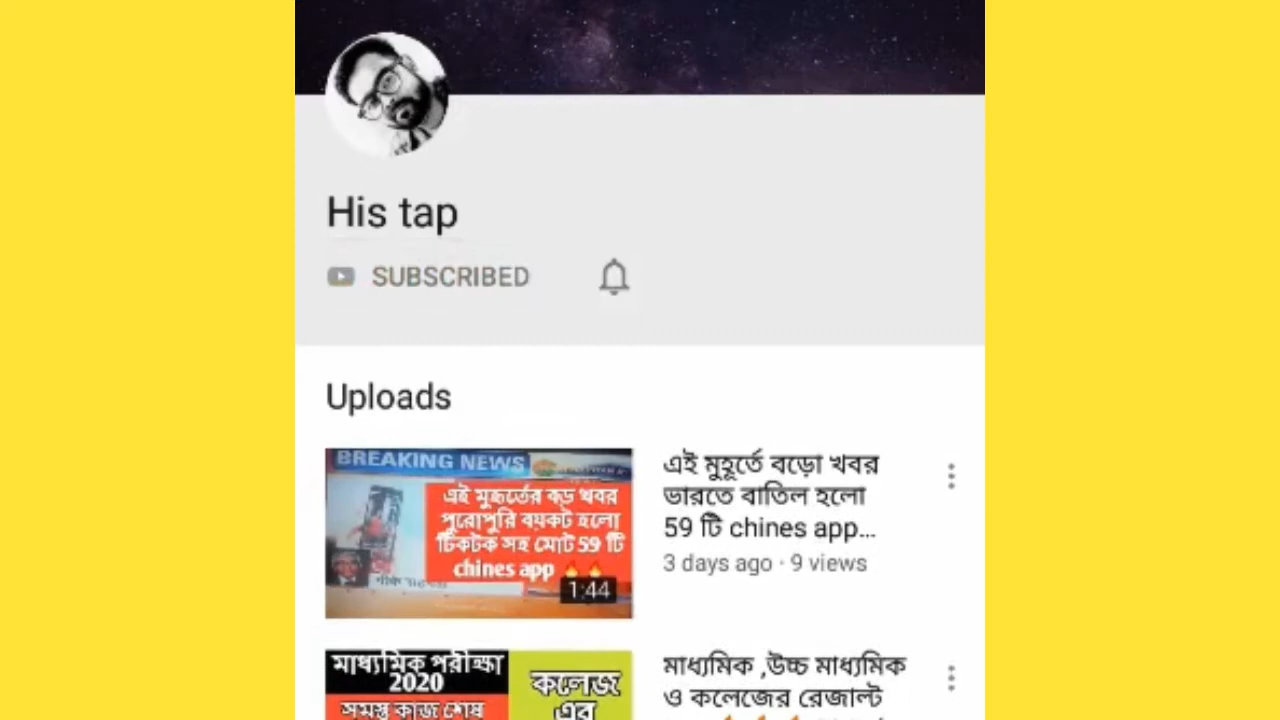 His tap
SUBSCRIBED
Uploads
BREAKING NEWS
এই মুহূর্তের বড় খবর
পুরোপুরি বয়কট হলো
টিকটক সহ মোট 59 টি
chines app 🔥🔥
1:44
এই মুহূর্তে বড়ো খবর
ভারতে বাতিল হলো
59 টি chines app...
3 days ago · 9 views
মাধ্যমিক পরীক্ষা
2020
সমস্ত কাজ শেষ
কলেজ
এর
মাধ্যমিক ,উচ্চ মাধ্যমিক
ও কলেজের রেজাল্ট